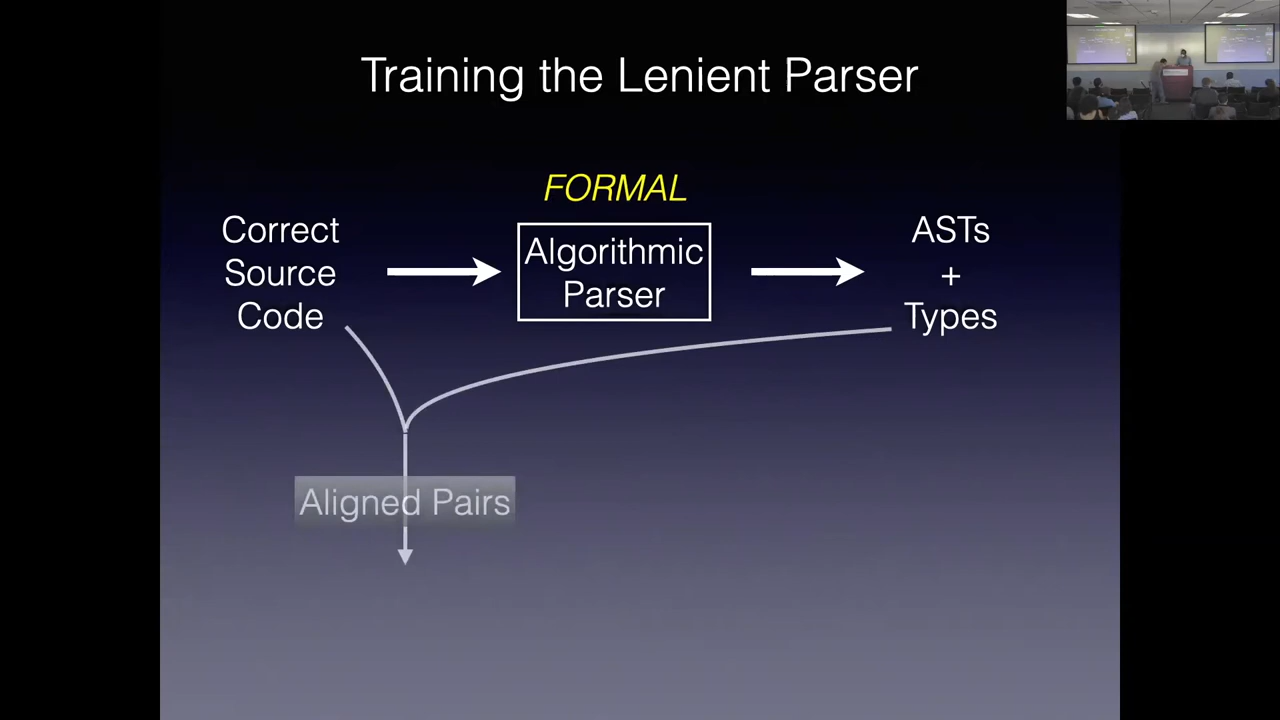 Training the Lenient Parser
FORMAL
Correct
Source
Code
Algorithmic
Parser
ASTs
+
Types
Aligned Pairs